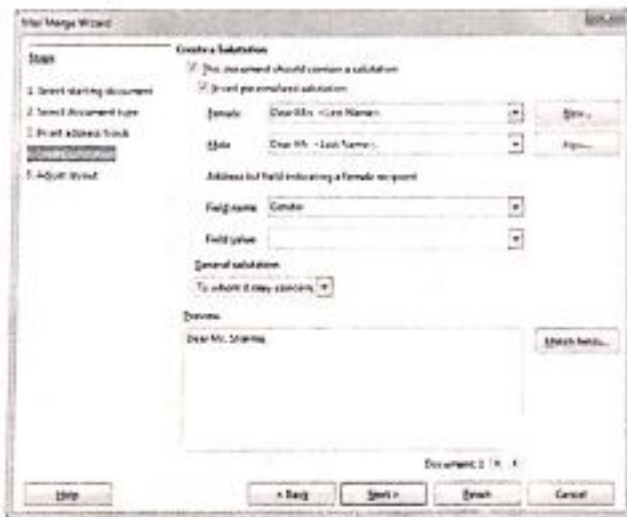 Mail Merge Wizard
Steps
1. Select starting document
2. Select document type
3. Insert address block
5. Adjust layout
Create a Salutation
This document should contain a salutation
Insert personalized salutation
Female Dear Mrs. <Last Name>, New...
Male Dear Mr. <Last Name>, New...
Address list field indicating a female recipient
Field name Gender
Field value
General salutation
To whom it may concern,
Preview
Dear Mr. Sharma, Match fields...
Document: 1
Help < Back Next > Finish Cancel